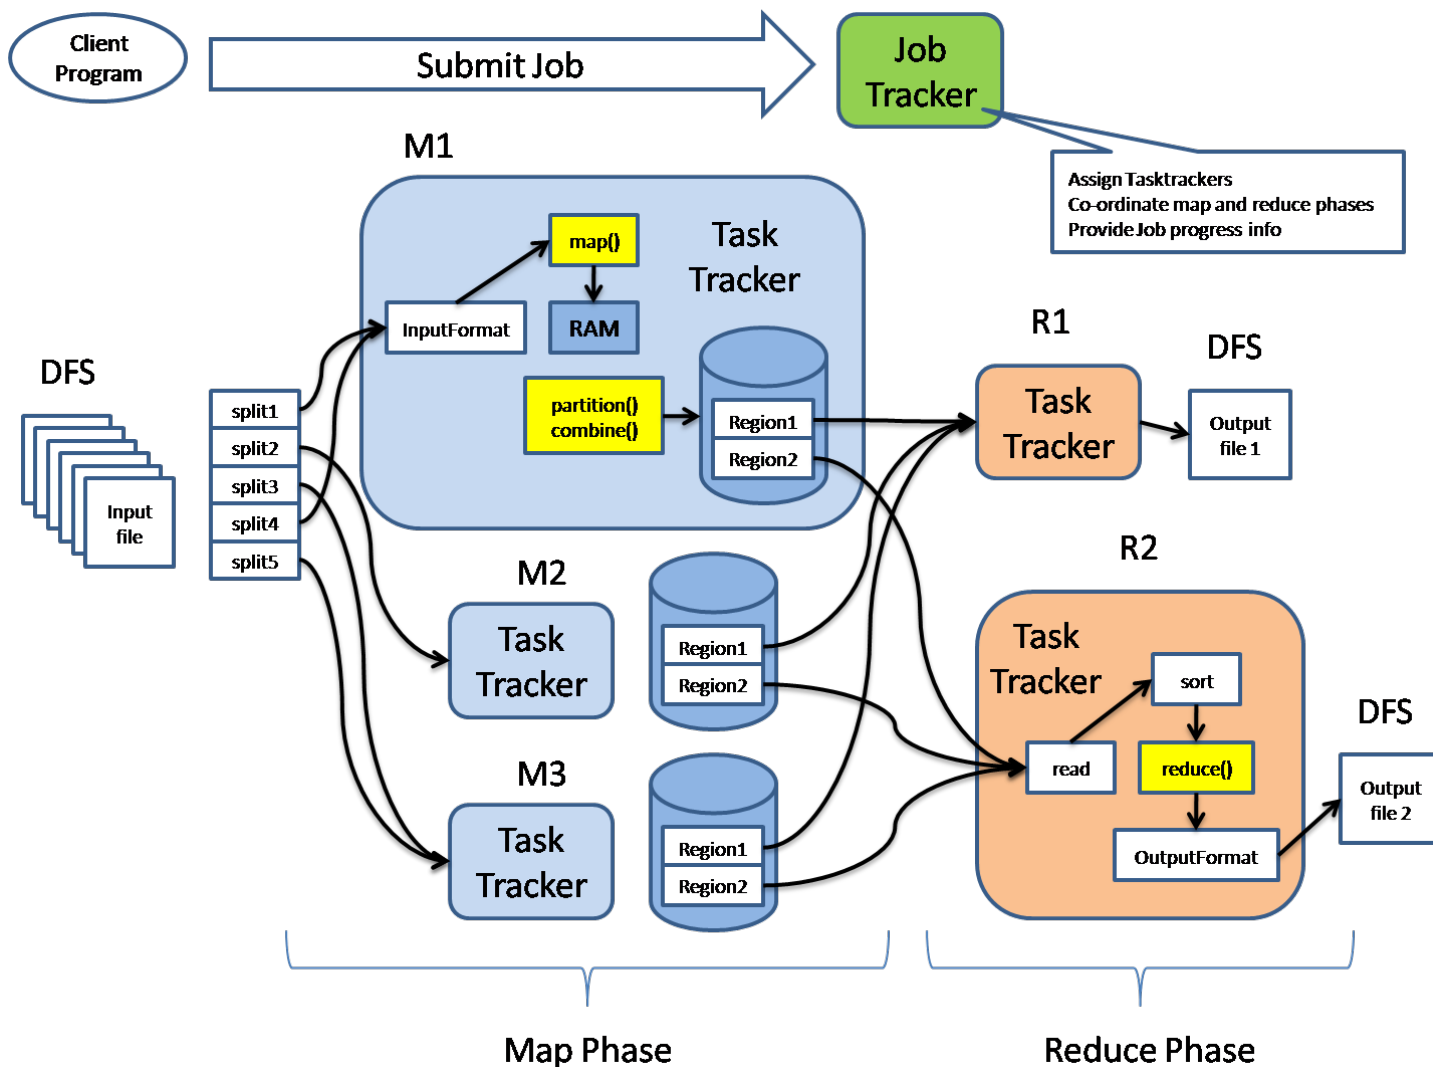 Client
Program
Submit Job
Job
Tracker
Assign Tasktrackers
Co-ordinate map and reduce phases
Provide Job progress info
M1
Task
Tracker
map()
InputFormat
RAM
partition()
combine()
Region1
Region2
DFS
Input
file
split1
split2
split3
split4
split5
M2
Task
Tracker
Region1
Region2
M3
Task
Tracker
Region1
Region2
R1
Task
Tracker
DFS
Output
file 1
R2
Task
Tracker
sort
read
reduce()
OutputFormat
DFS
Output
file 2
Map Phase
Reduce Phase